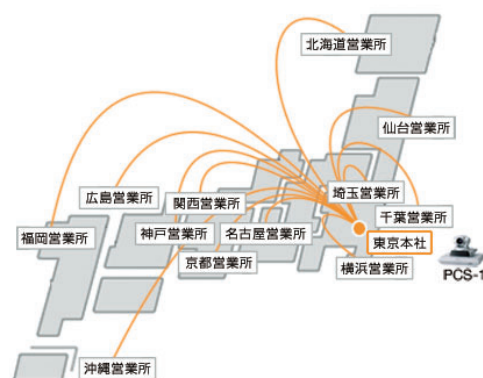 北海道営業所
仙台営業所
埼玉営業所
広島営業所
関西営業所
千葉営業所
福岡営業所
神戸営業所
名古屋営業所
東京本社
京都営業所
横浜営業所
PCS-1
沖縄営業所